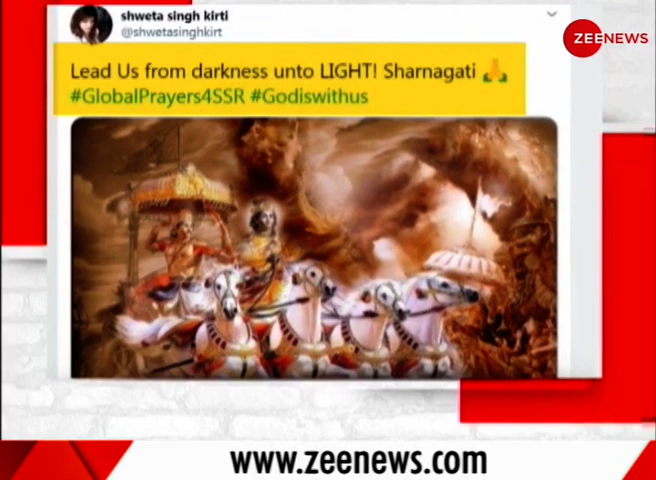 shweta singh kirti
@shwetasinghkirt
ZEENEWS
Lead Us from darkness unto LIGHT! Sharnagati 🙏
#GlobalPrayers4SSR #Godiswithus
www.zeenews.com